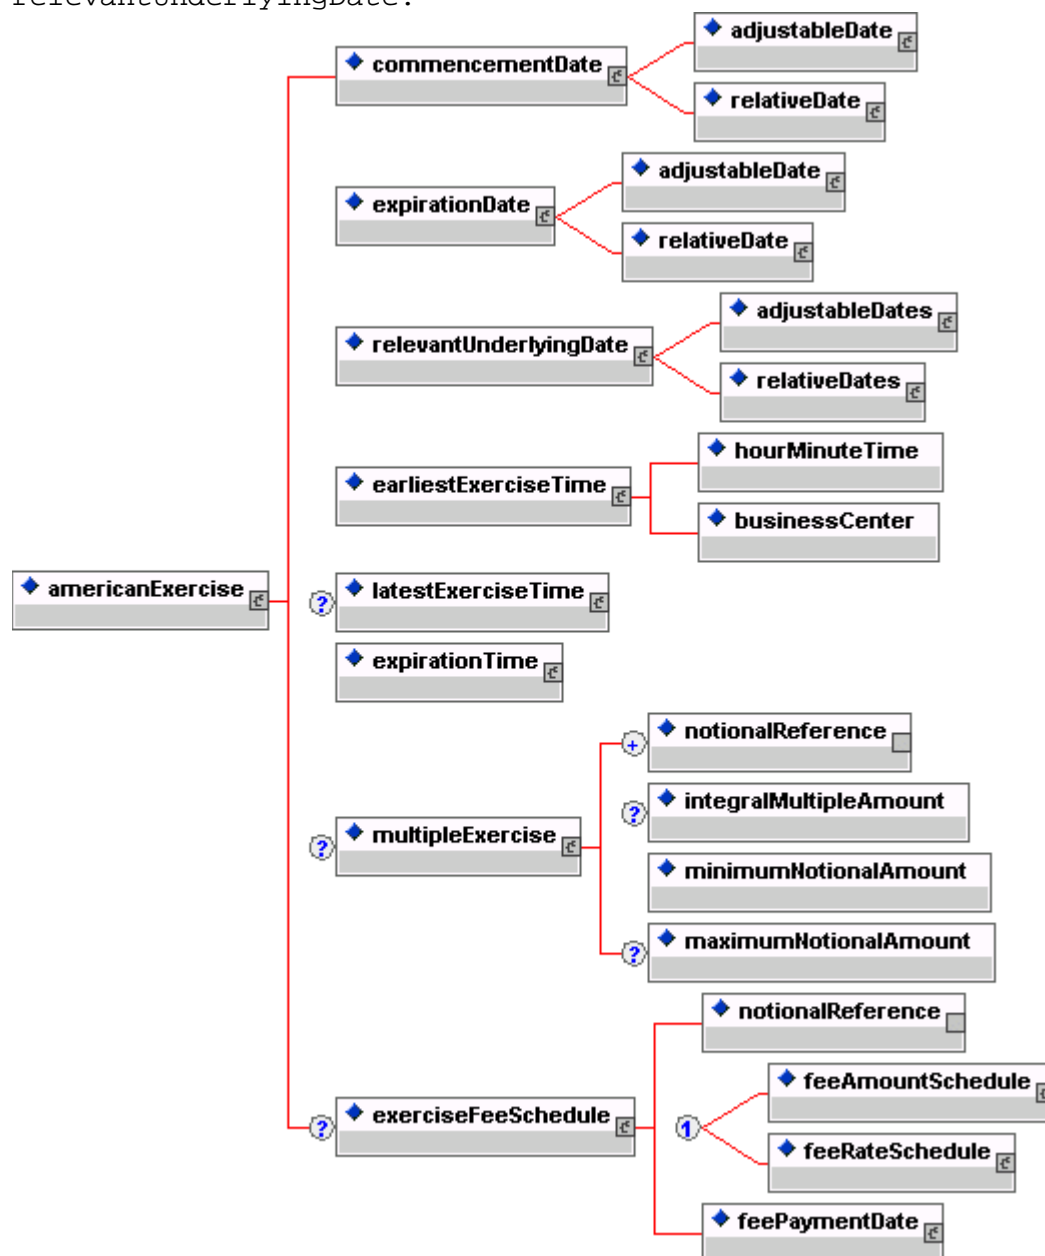 relevantUnderlyingDate.
adjustableDate
commencementDate
relativeDate
adjustableDate
expirationDate
relativeDate
adjustableDates
relevantUnderlyingDate
relativeDates
hourMinuteTime
earliestExerciseTime
businessCenter
americanExercise
? latestExerciseTime
expirationTime
+ notionalReference
? integralMultipleAmount
? multipleExercise
minimumNotionalAmount
? maximumNotionalAmount
notionalReference
feeAmountSchedule
? exerciseFeeSchedule
1
feeRateSchedule
feePaymentDate